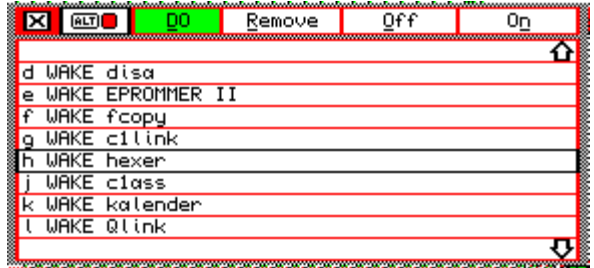 ALT DO Remove Off On
d WAKE disa
e WAKE EPROMMER II
f WAKE fcopy
g WAKE c1link
h WAKE hexer
j WAKE c1ass
k WAKE kalender
l WAKE Qlink